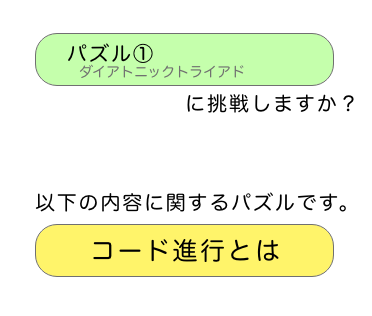 パズル①
ダイアトニックトライアド
に挑戦しますか？
以下の内容に関するパズルです。
コード進行とは